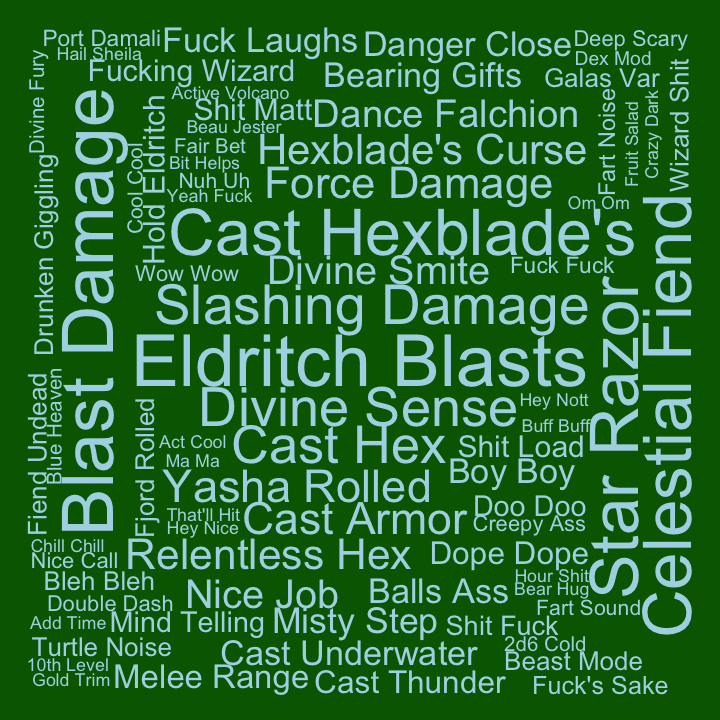 Port Damali
Fuck Laughs
Danger Close
Deep Scary
Hail Sheila
Dex Mod
Fucking Wizard
Bearing Gifts
Galas Var
Divine Fury
Active Volcano
Shit Matt
Dance Falchion
Beau Jester
Fair Bet
Hexblade's Curse
Fart Noise
Fruit Salad
Crazy Dark
Wizard Shit
Bit Helps
Cool Cool
Hold Eldritch
Nuh Uh
Force Damage
Yeah Fuck
Om Om
Drunken Giggling
Blast Damage
Cast Hexblade's
Wow Wow
Divine Smite
Fuck Fuck
Slashing Damage
Star Razor
Celestial Fiend
Eldritch Blasts
Fiend Undead
Blue Heaven
Divine Sense
Hey Nott
Fjord Rolled
Act Cool
Cast Hex
Buff Buff
Shit Load
Ma Ma
Boy Boy
Yasha Rolled
That'll Hit
Hey Nice
Cast Armor
Doo Doo
Creepy Ass
Chill Chill
Nice Call
Relentless Hex
Dope Dope
Bleh Bleh
Nice Job
Balls Ass
Hour Shit
Bear Hug
Double Dash
Fart Sound
Add Time
Mind Telling
Misty Step
Shit Fuck
Turtle Noise
Cast Underwater
2d6 Cold
Beast Mode
10th Level
Gold Trim
Melee Range
Cast Thunder
Fuck's Sake